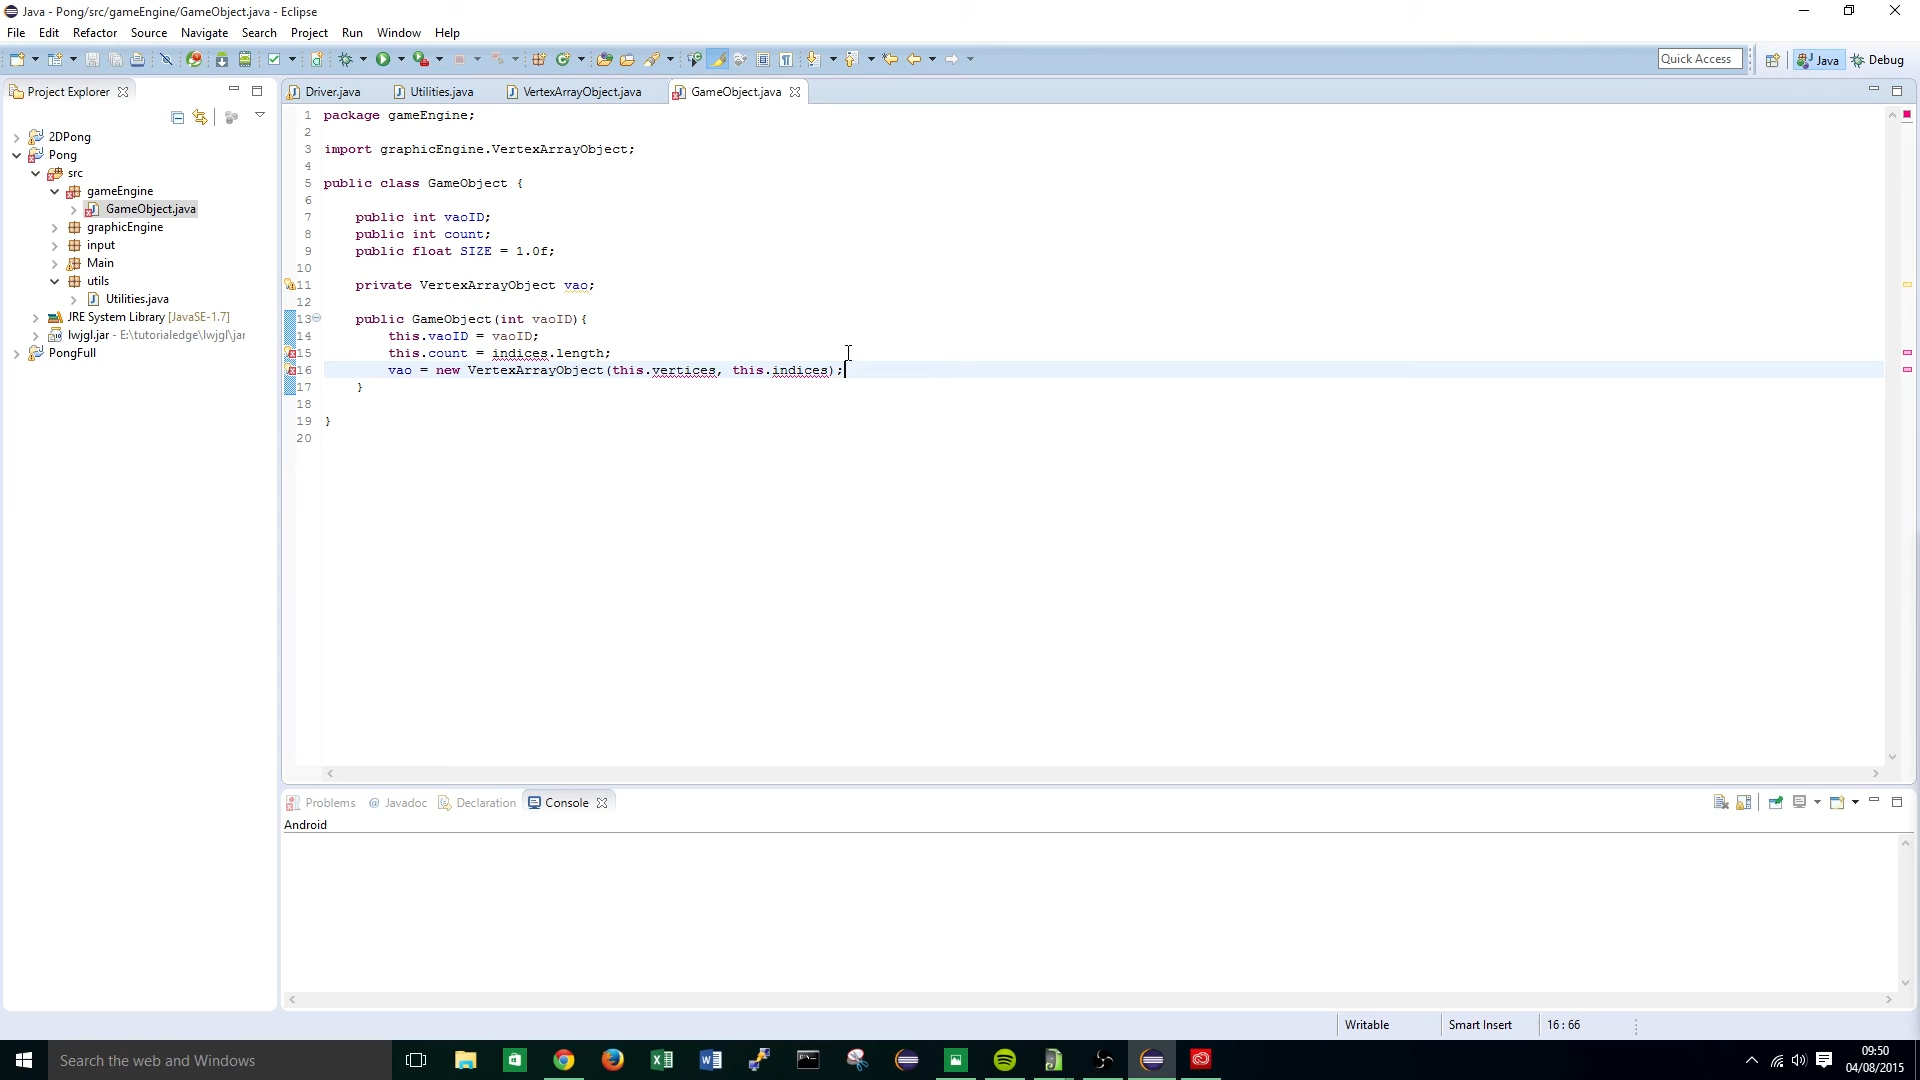 Java - Pong/src/gameEngine/GameObject.java - Eclipse
File Edit Refactor Source Navigate Search Project Run Window Help
Quick Access
Java
Debug
Project Explorer
Driver.java
Utilities.java
VertexArrayObject.java
GameObject.java
2DPong
Pong
src
gameEngine
GameObject.java
graphicEngine
input
Main
utils
Utilities.java
JRE System Library [JavaSE-1.7]
lwjgl.jar - E:\tutorialedge\lwjgl\jar
PongFull
1 package gameEngine;
2
3 import graphicEngine.VertexArrayObject;
4
5 public class GameObject {
6
7 public int vaoID;
8 public int count;
9 public float SIZE = 1.0f;
10
11 private VertexArrayObject vao;
12
13 public GameObject(int vaoID){
14 this.vaoID = vaoID;
15 this.count = indices.length;
16 vao = new VertexArrayObject(this.vertices, this.indices);
17 }
18
19 }
20
Problems @ Javadoc Declaration Console
Android
Writable Smart Insert 16 : 66
Search the web and Windows
09:50
04/08/2015